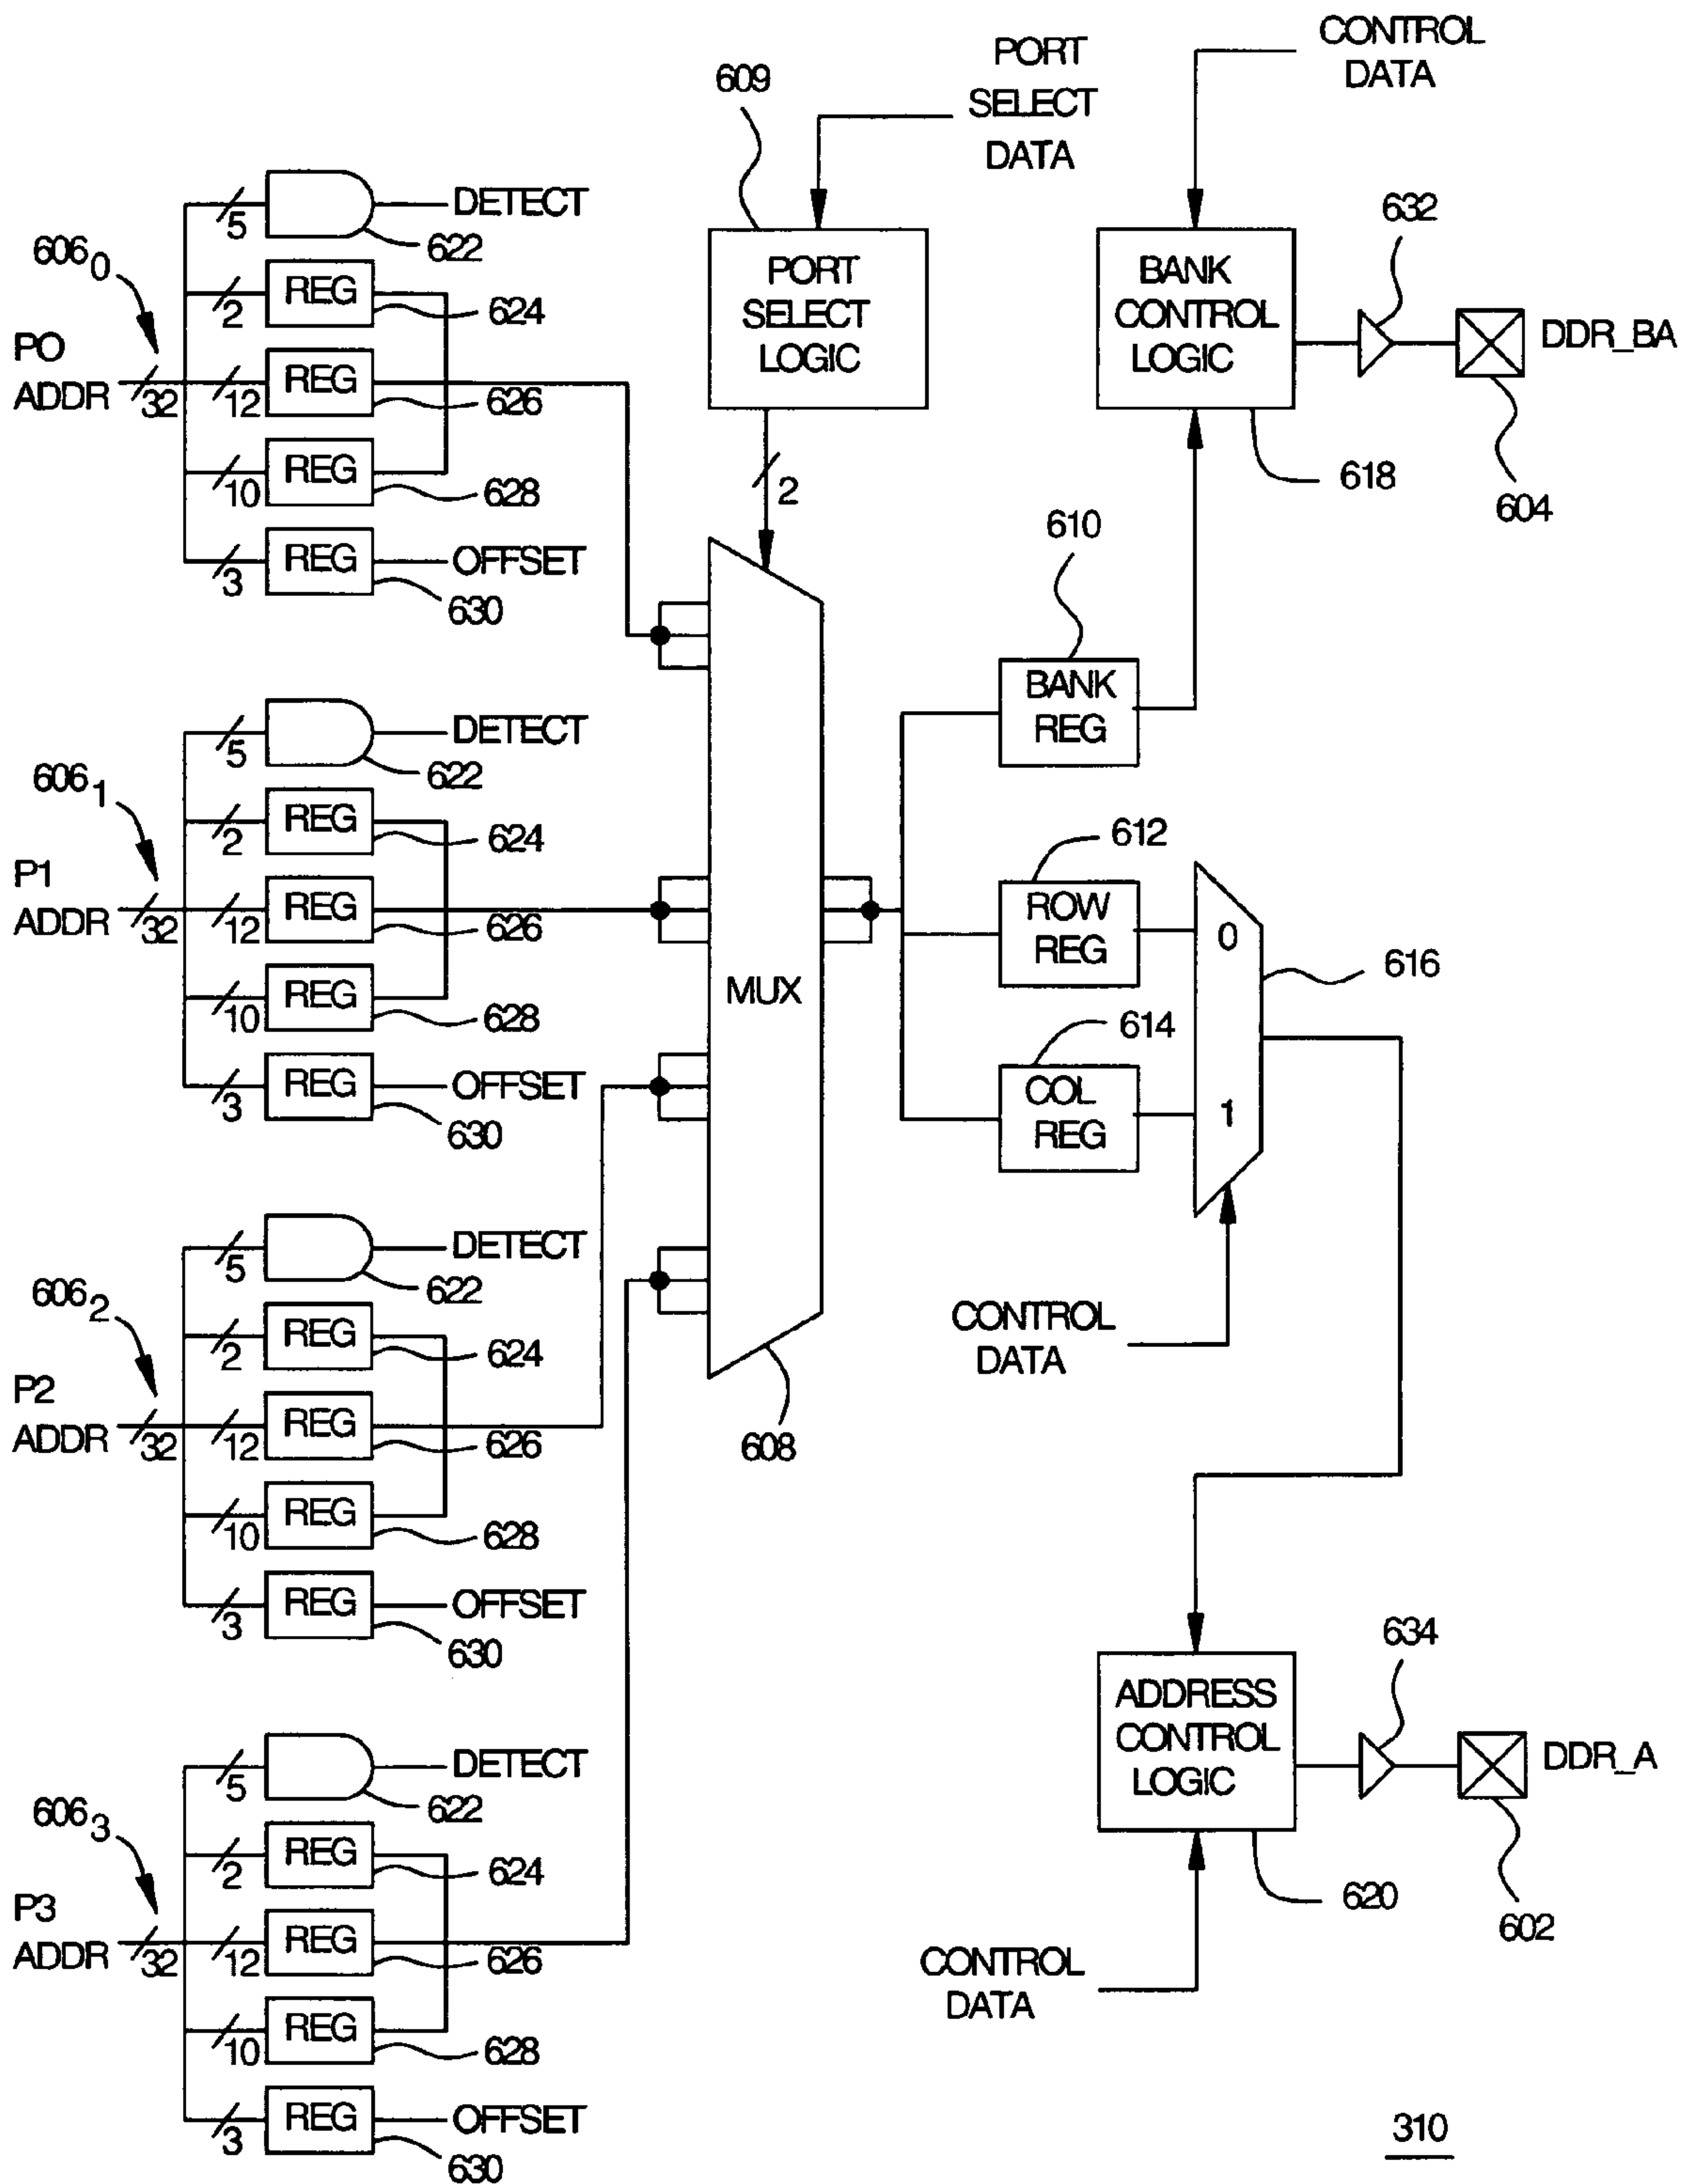 PORT
SELECT
DATA
CONTROL
DATA
609
PORT
SELECT
LOGIC
2
BANK
CONTROL
LOGIC
632
DDR_BA
618
604
606 0
PO
ADDR
32
5
DETECT
622
2
REG
624
12
REG
626
10
REG
628
3
REG
OFFSET
630
606 1
P1
ADDR
32
5
DETECT
622
2
REG
624
12
REG
626
10
REG
628
3
REG
OFFSET
630
606 2
P2
ADDR
32
5
DETECT
622
2
REG
624
12
REG
626
10
REG
628
3
REG
OFFSET
630
606 3
P3
ADDR
32
5
DETECT
622
2
REG
624
12
REG
626
10
REG
628
3
REG
OFFSET
630
MUX
608
610
BANK
REG
612
ROW
REG
614
COL
REG
0
1
616
CONTROL
DATA
ADDRESS
CONTROL
LOGIC
634
DDR_A
620
602
CONTROL
DATA
310